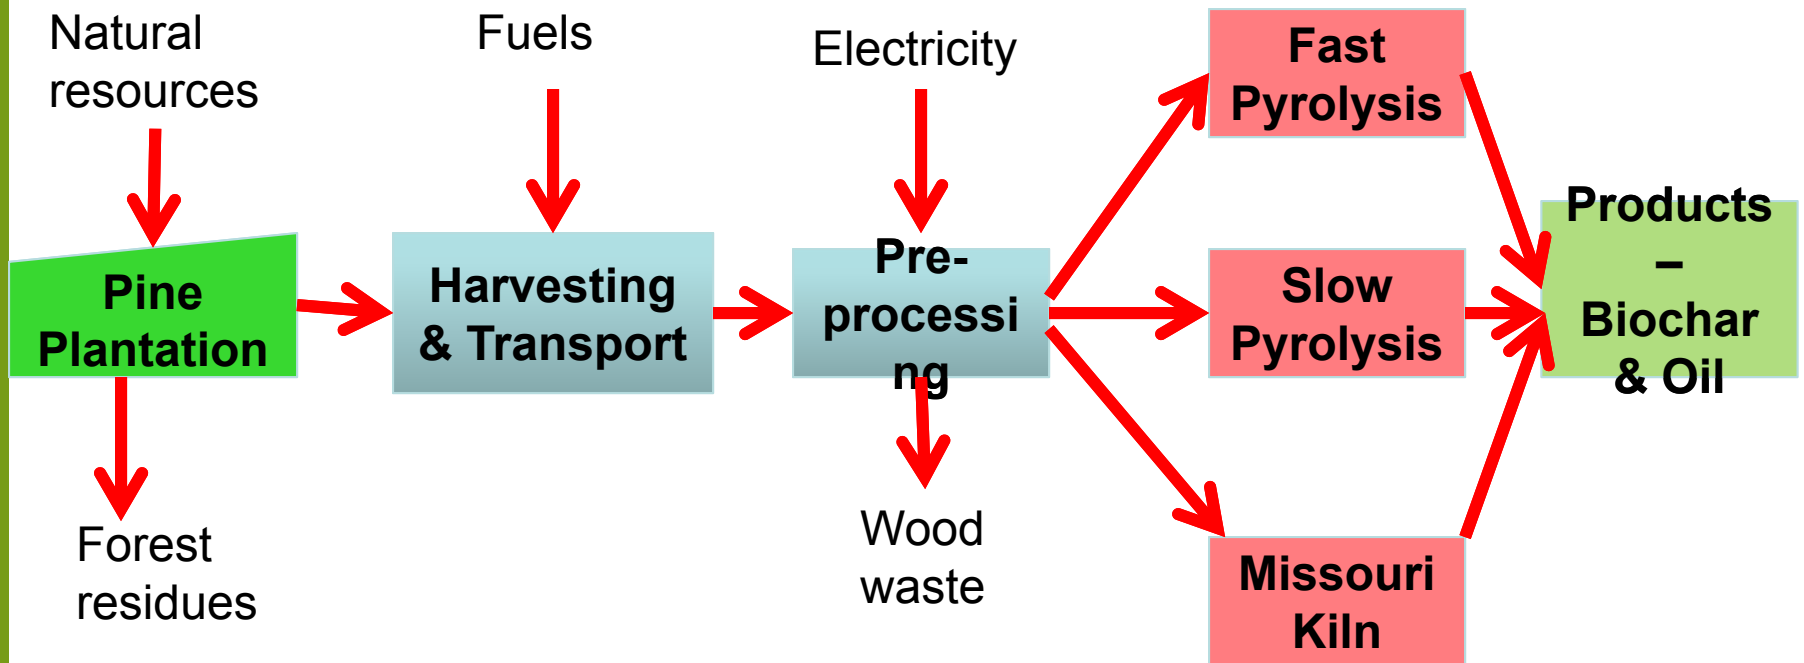 Natural
resources
Fuels
Electricity
Fast
Pyrolysis
Pine
Plantation
Harvesting
& Transport
Pre-
processi
ng
Slow
Pyrolysis
Products
–
Biochar
& Oil
Forest
residues
Wood
waste
Missouri
Kiln